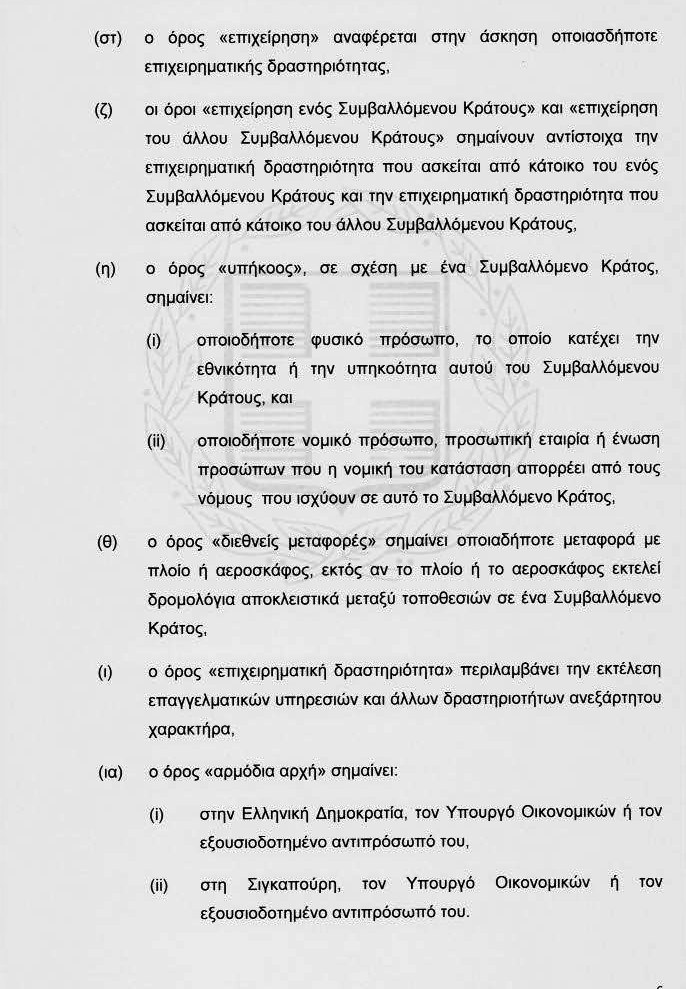 (στ) ο όρος «επιχείρηση» αναφέρεται στην άσκηση οποιασδήποτε
επιχειρηματικής δραστηριότητας,
(ζ) οι όροι «επιχείρηση ενός Συμβαλλόμενου Κράτους» και «επιχείρηση
του άλλου Συμβαλλόμενου Κράτους» σημαίνουν αντίστοιχα την
επιχειρηματική δραστηριότητα που ασκείται από κάτοικο του ενός
Συμβαλλόμενου Κράτους και την επιχειρηματική δραστηριότητα που
ασκείται από κάτοικο του άλλου Συμβαλλόμενου Κράτους,
(η) ο όρος «υπήκοος», σε σχέση με ένα Συμβαλλόμενο Κράτος,
σημαίνει:
(i) οποιοδήποτε φυσικό πρόσωπο, το οποίο κατέχει την
εθνικότητα ή την υπηκοότητα αυτού του Συμβαλλόμενου
Κράτους, και
(ii) οποιοδήποτε νομικό πρόσωπο, προσωπική εταιρία ή ένωση
προσώπων που η νομική του κατάσταση απορρέει από τους
νόμους που ισχύουν σε αυτό το Συμβαλλόμενο Κράτος,
(θ) ο όρος «διεθνείς μεταφορές» σημαίνει οποιαδήποτε μεταφορά με
πλοίο ή αεροσκάφος, εκτός αν το πλοίο ή το αεροσκάφος εκτελεί
δρομολόγια αποκλειστικά μεταξύ τοποθεσιών σε ένα Συμβαλλόμενο
Κράτος,
(ι) ο όρος «επιχειρηματική δραστηριότητα» περιλαμβάνει την εκτέλεση
επαγγελματικών υπηρεσιών και άλλων δραστηριοτήτων ανεξάρτητου
χαρακτήρα,
(ια) ο όρος «αρμόδια αρχή» σημαίνει:
(i) στην Ελληνική Δημοκρατία, τον Υπουργό Οικονομικών ή τον
εξουσιοδοτημένο αντιπρόσωπό του,
(ii) στη Σιγκαπούρη, τον Υπουργό Οικονομικών ή τον
εξουσιοδοτημένο αντιπρόσωπό του.